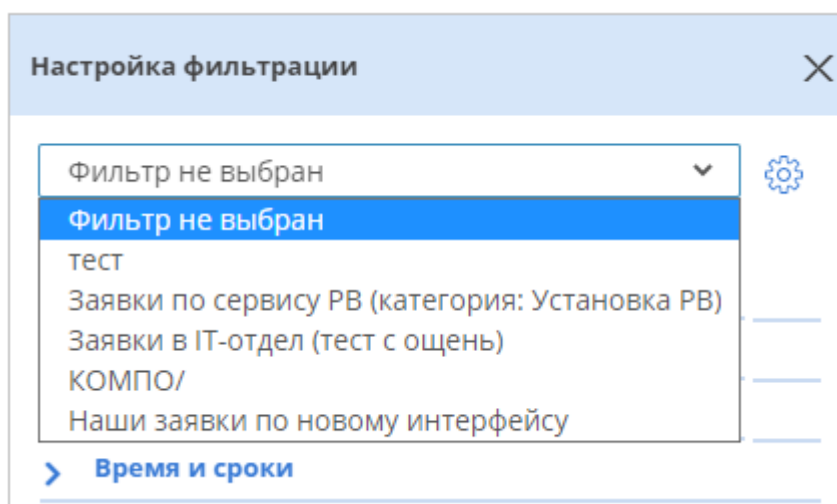 Настройка фильтрации
Фильтр не выбран
Фильтр не выбран
тест
Заявки по сервису РВ (категория: Установка РВ)
Заявки в IT-отдел (тест с ощень)
КОМПО/
Наши заявки по новому интерфейсу
Время и сроки